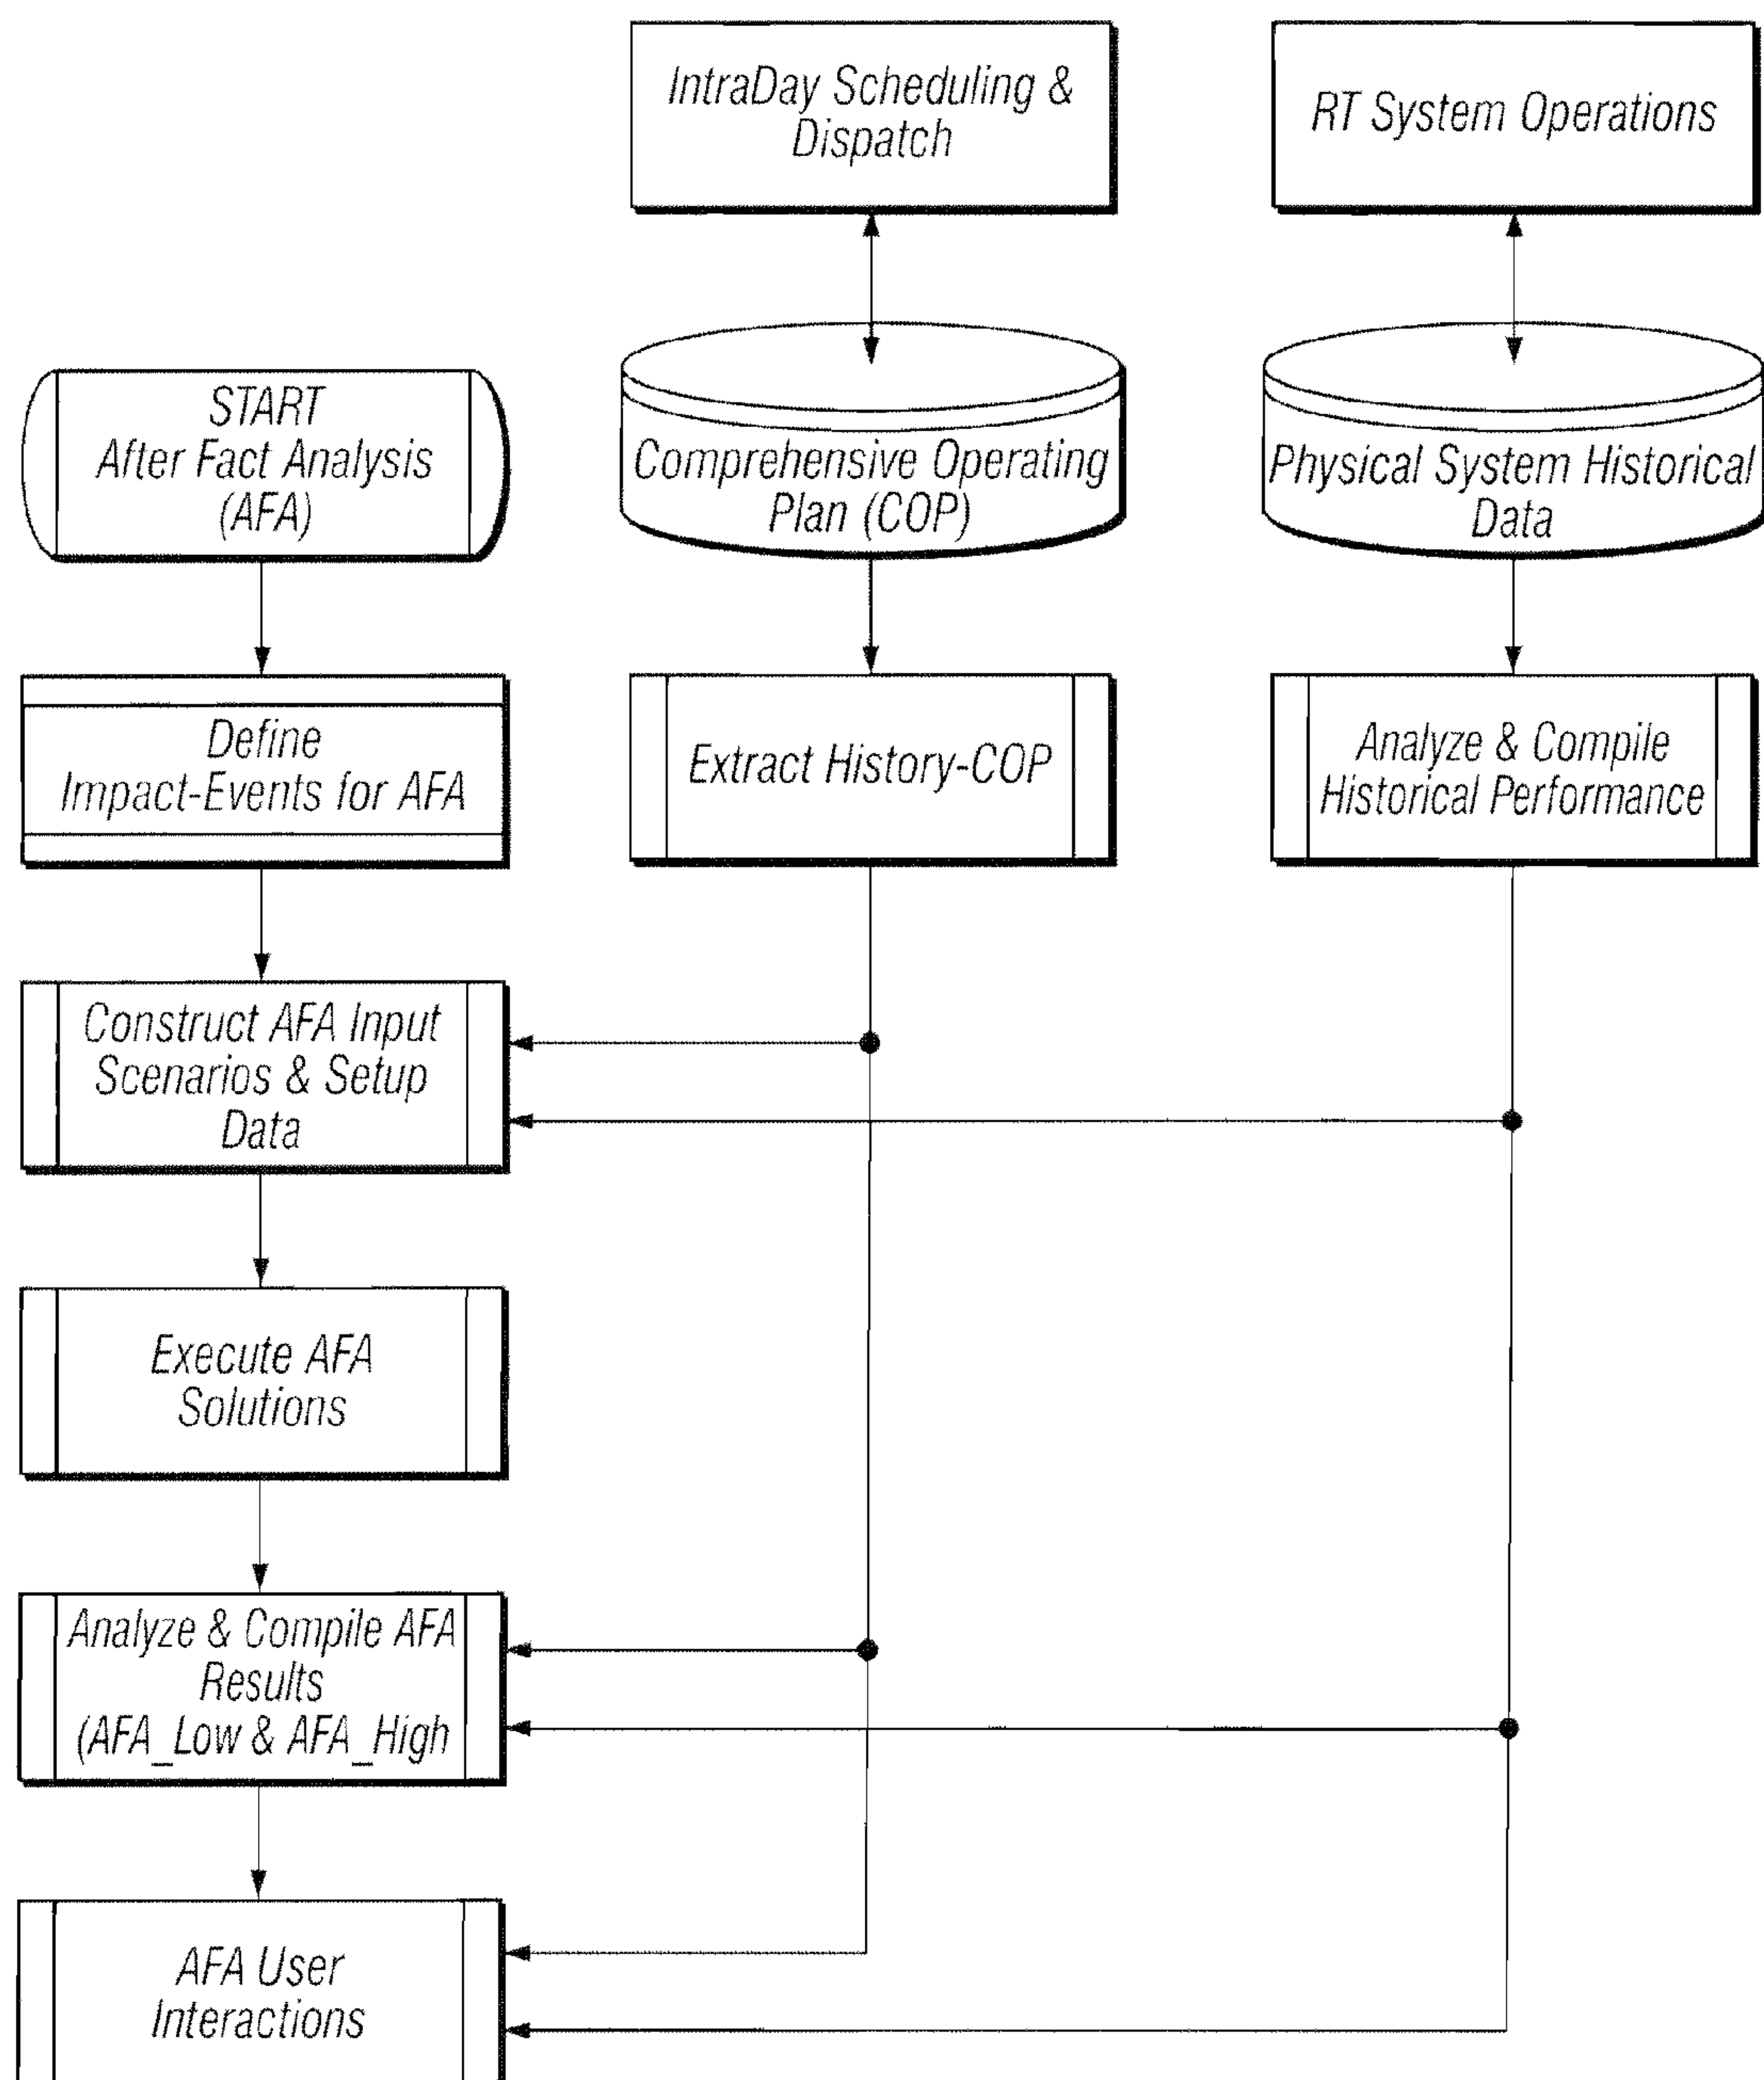 IntraDay Scheduling &
Dispatch
RT System Operations
START
After Fact Analysis
(AFA)
Comprehensive Operating
Plan (COP)
Physical System Historical
Data
Define
Impact-Events for AFA
Extract History-COP
Analyze & Compile
Historical Performance
Construct AFA Input
Scenarios & Setup
Data
Execute AFA
Solutions
Analyze & Compile AFA
Results
(AFA_Low & AFA_High
AFA User
Interactions